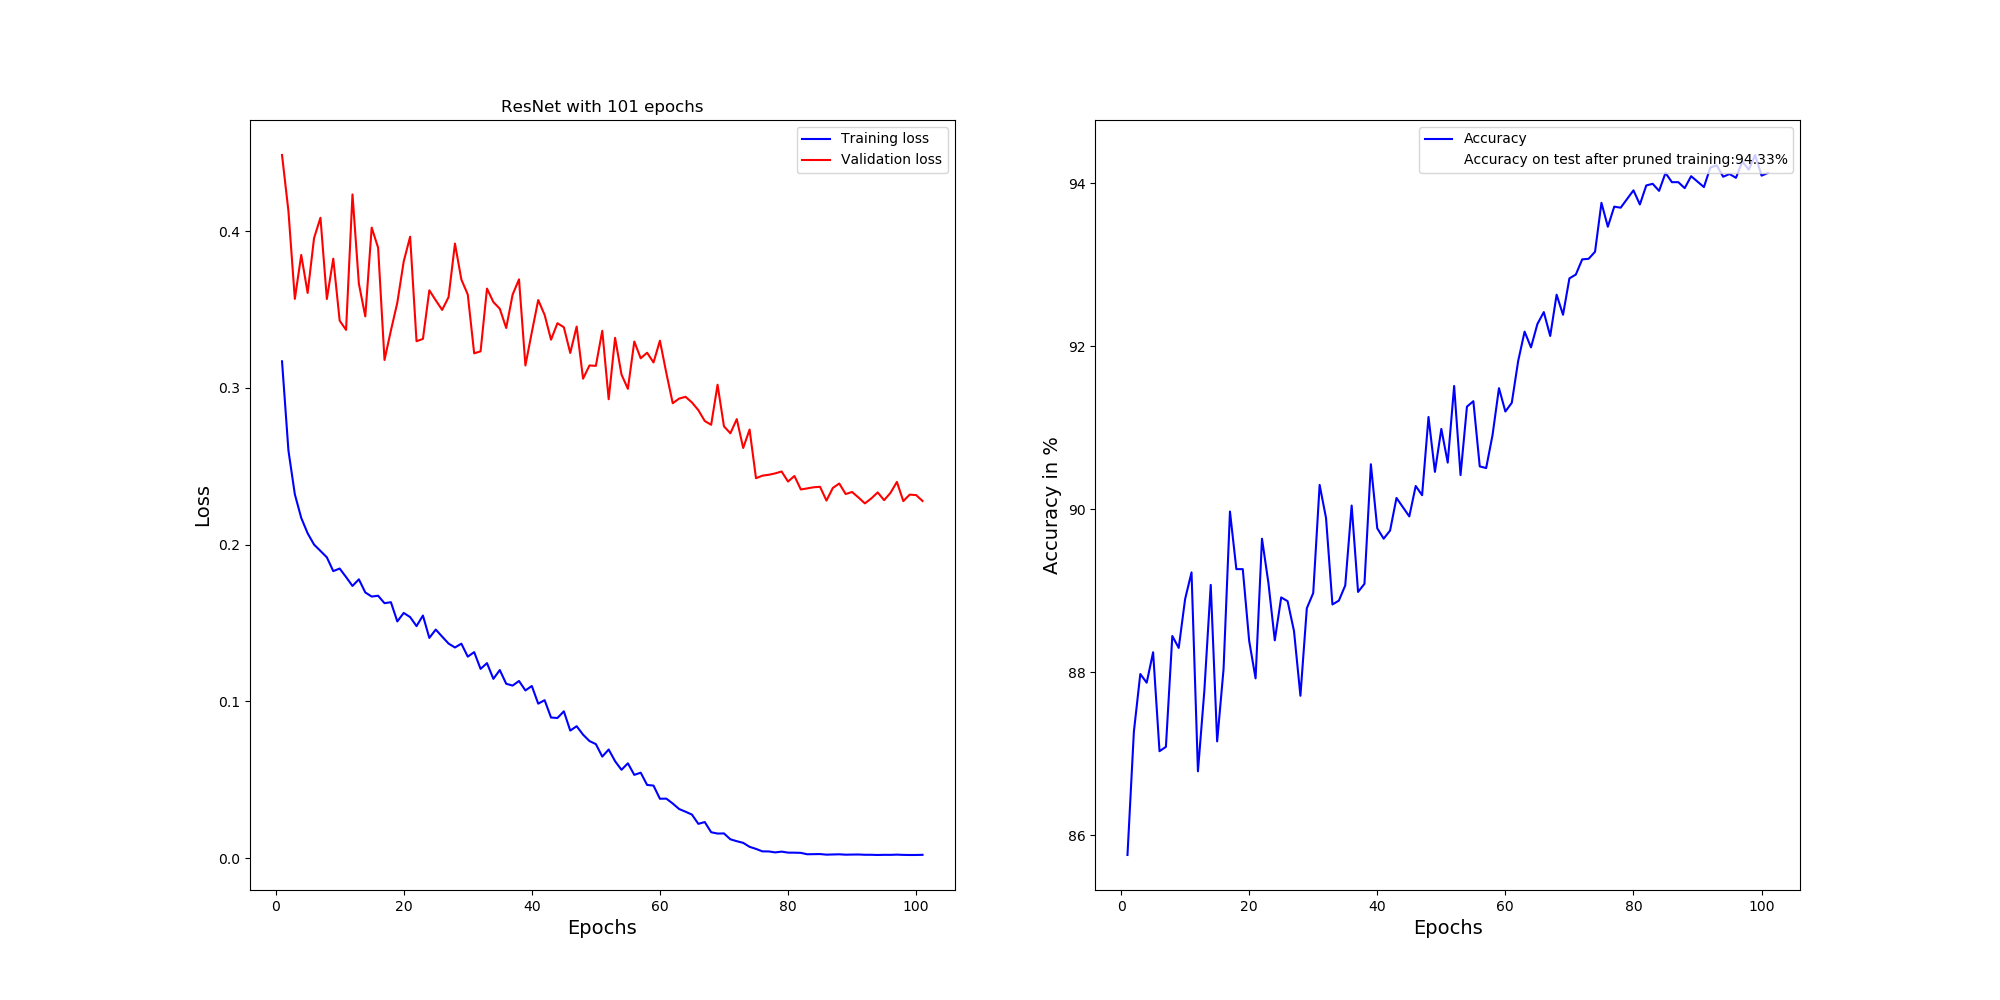 ResNet with 101 epochs
Training loss
Validation loss
0.4
0.3
0.2
0.1
0.0
Loss
0 20 40 60 80 100
Epochs
Accuracy
Accuracy on test after pruned training:94.33%
94
92
90
88
86
Accuracy in %
0 20 40 60 80 100
Epochs